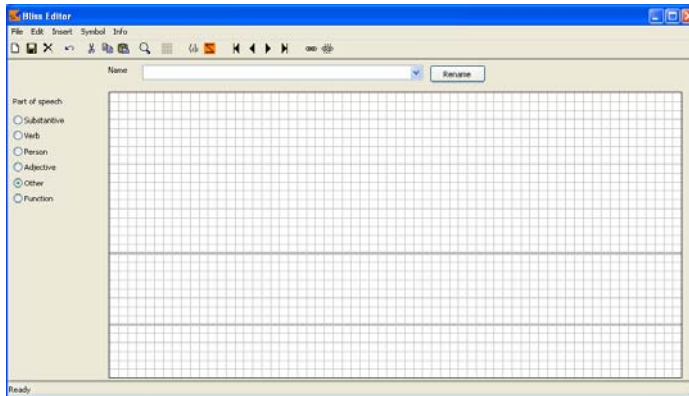 Bliss Editor
File Edit Insert Symbol Info
Name
Rename
Part of speech
Substantive
Verb
Person
Adjective
Other
Function
Ready